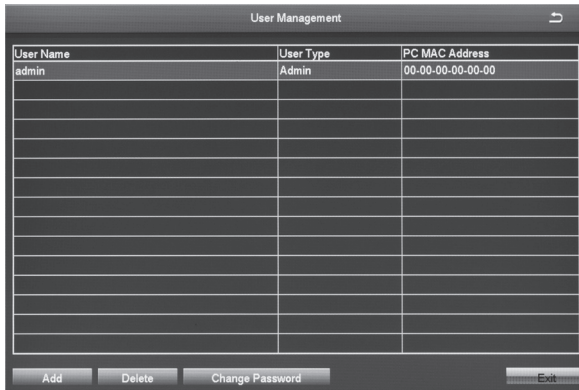 User Management
User Name User Type PC MAC Address
admin Admin 00-00-00-00-00-00
Add Delete Change Password Exit